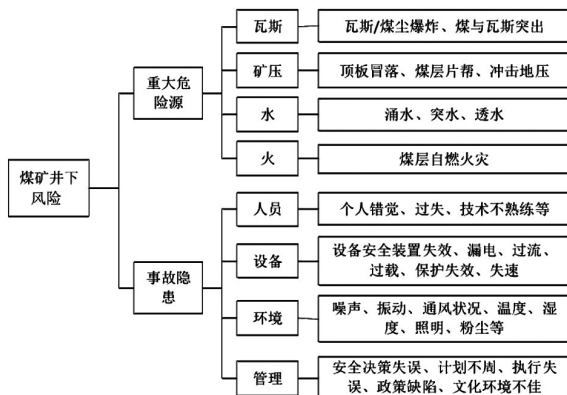 煤矿井下
风险
重大危
险源
瓦斯
瓦斯/煤尘爆炸、煤与瓦斯突出
矿压
顶板冒落、煤层片帮、冲击地压
水
涌水、突水、透水
火
煤层自燃火灾
事故隐
患
人员
个人错觉、过失、技术不熟练等
设备
设备安全装置失效、漏电、过流、
过载、保护失效、失速
环境
噪声、振动、通风状况、温度、湿
度、照明、粉尘等
管理
安全决策失误、计划不周、执行失
误、政策缺陷、文化环境不佳